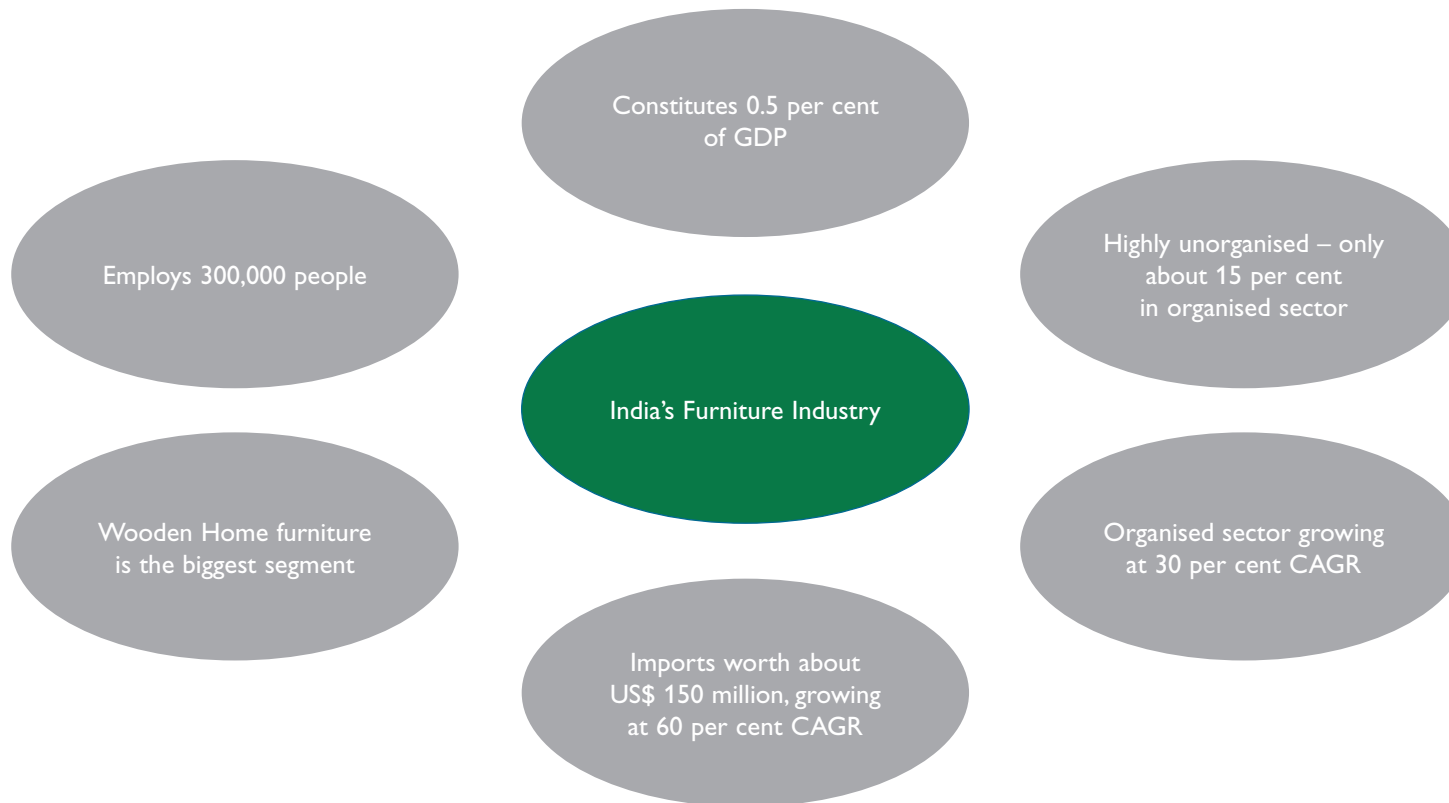 Constitutes 0.5 per cent
of GDP
Employs 300,000 people
Highly unorganised – only
about 15 per cent
in organised sector
India’s Furniture Industry
Wooden Home furniture
is the biggest segment
Organised sector growing
at 30 per cent CAGR
Imports worth about
US$ 150 million, growing
at 60 per cent CAGR